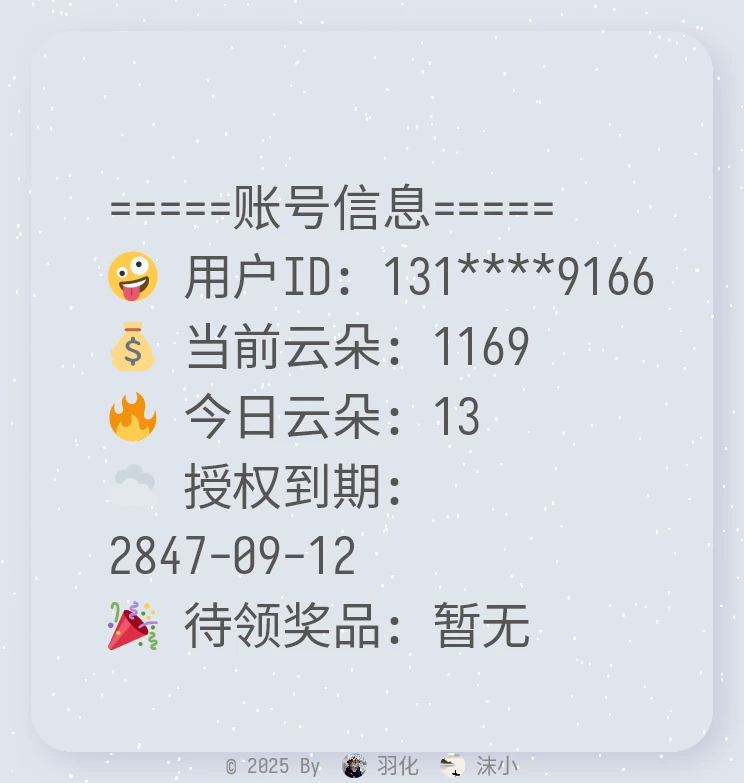 =====账号信息=====
🤪 用户ID: 131****9166
💰 当前云朵: 1169
🔥 今日云朵: 13
☁️ 授权到期:
2847-09-12
🎉 待领奖品: 暂无
© 2025 By 羽化 沫小